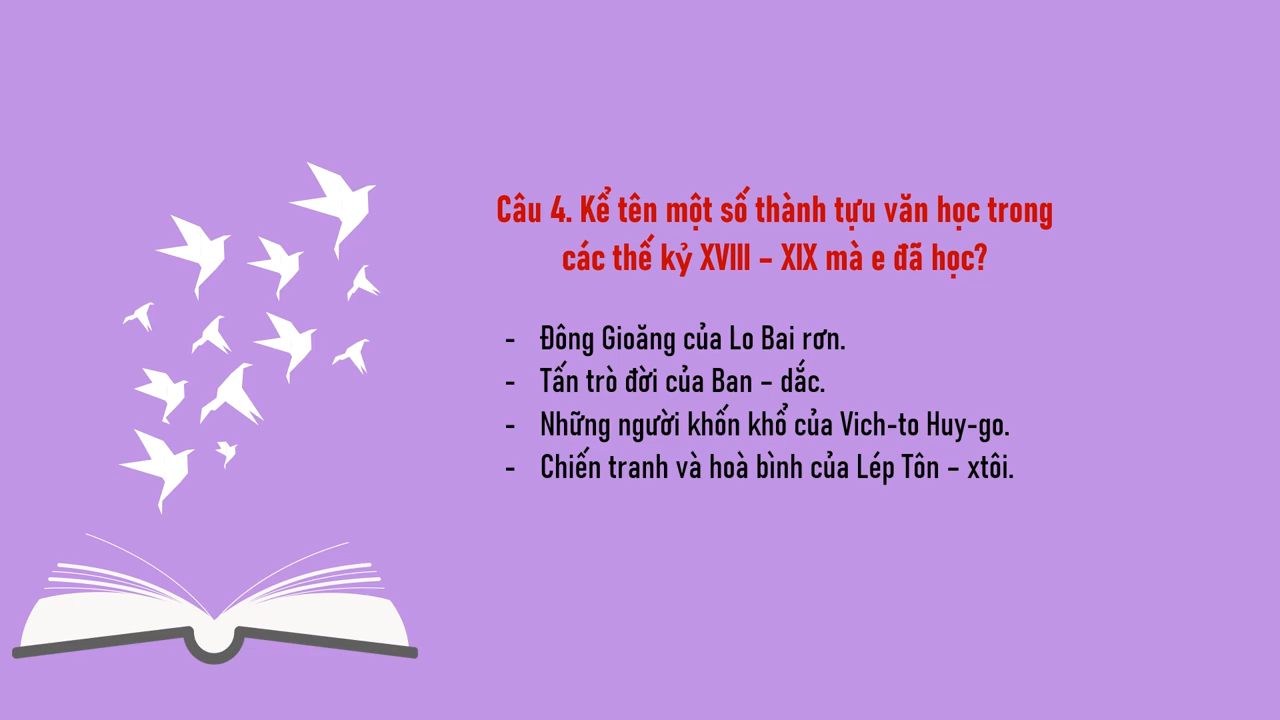 Câu 4. Kể tên một số thành tựu văn học trong
các thế kỷ XVIII – XIX mà e đã học?
- Đông Gioăng của Lo Bai rơn.
- Tấn trò đời của Ban – dắc.
- Những người khốn khổ của Vich-to Huy-go.
- Chiến tranh và hoà bình của Lép Tôn – xtôi.